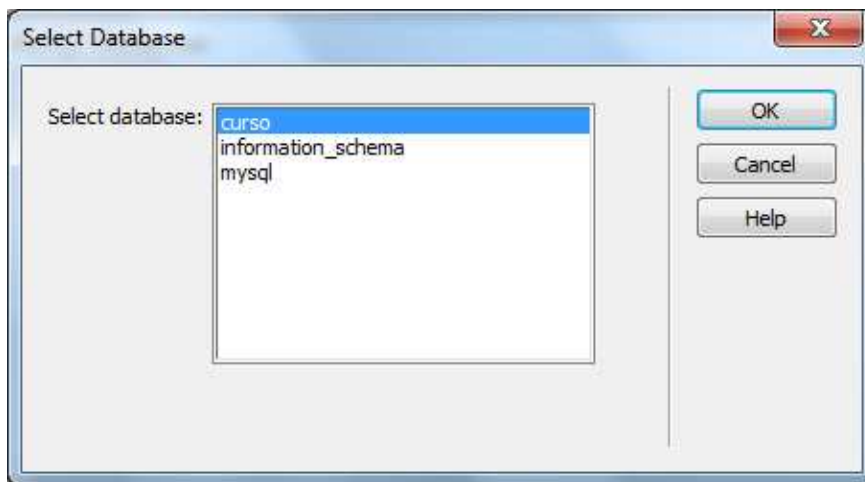 Select Database
Select database:
curso
information_schema
mysql
OK
Cancel
Help